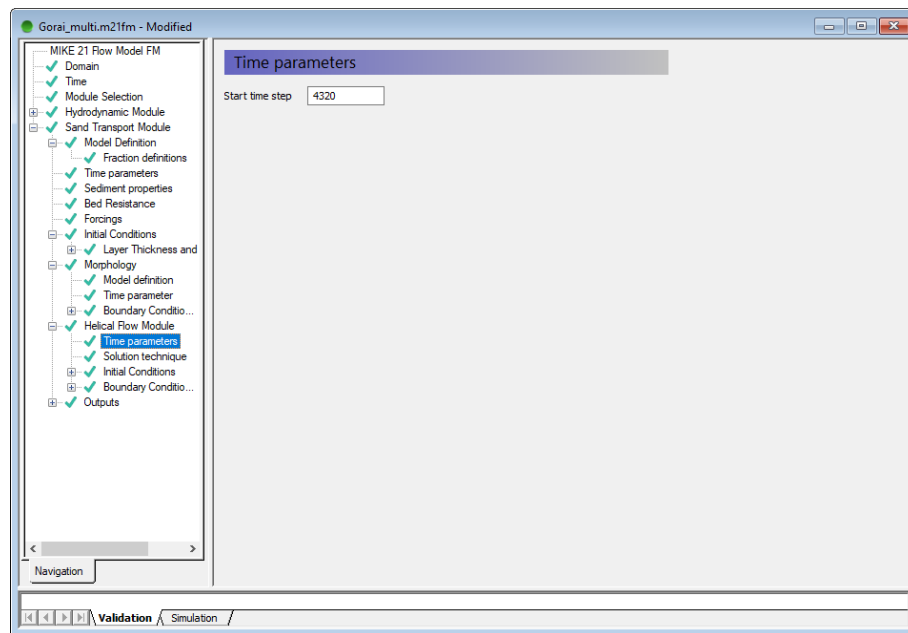 Gorai_multi.m21fm - Modified
MIKE 21 Flow Model FM
Domain
Time
Module Selection
Hydrodynamic Module
Sand Transport Module
Model Definition
Fraction definitions
Time parameters
Sediment properties
Bed Resistance
Forcings
Initial Conditions
Layer Thickness and
Morphology
Model definition
Time parameter
Boundary Conditio...
Helical Flow Module
Time parameters
Solution technique
Initial Conditions
Boundary Conditio...
Outputs
Navigation
Time parameters
Start time step 4320
Validation Simulation